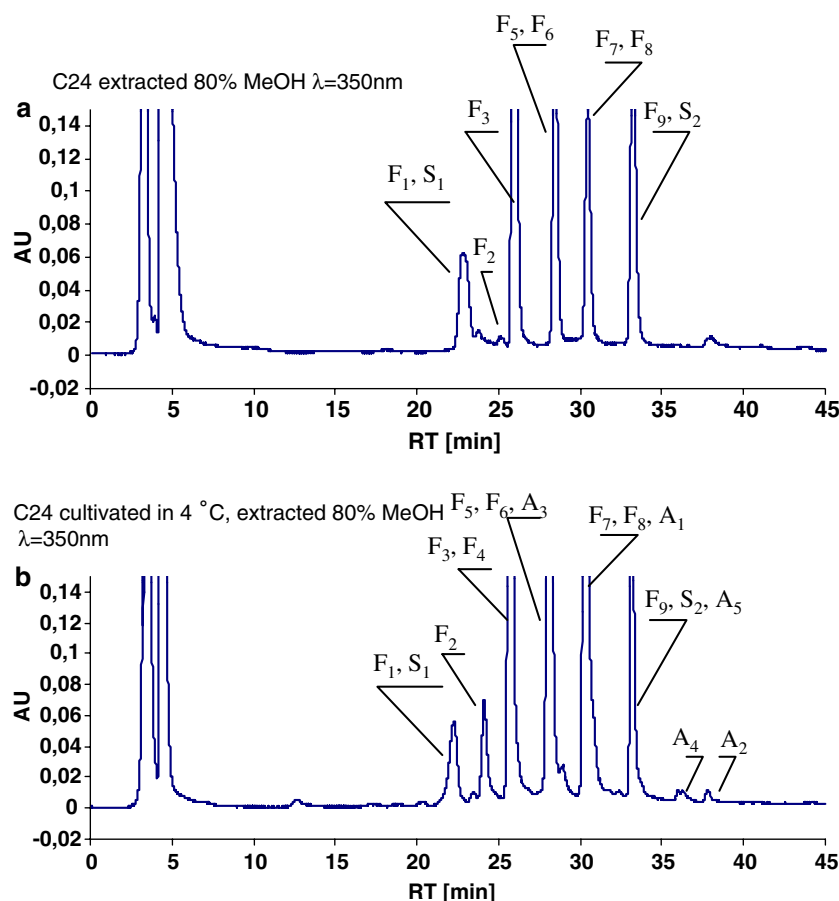 F5, F6
F7, F8
C24 extracted 80% MeOH λ=350nm
a
0,14
F3
F9, S2
0,12
0,1
F1, S1
0,08
AU
0,06
F2
0,04
0,02
0
-0,02
0 5 10 15 20 25 30 35 40 45
RT [min]
C24 cultivated in 4 °C, extracted 80% MeOH
λ=350nm
F5, F6, A3
F7, F8, A1
b
F3, F4
0,14
0,12
F9, S2, A5
0,1
F2
0,08
F1, S1
AU
0,06
0,04
A4
A2
0,02
0
-0,02
0 5 10 15 20 25 30 35 40 45
RT [min]